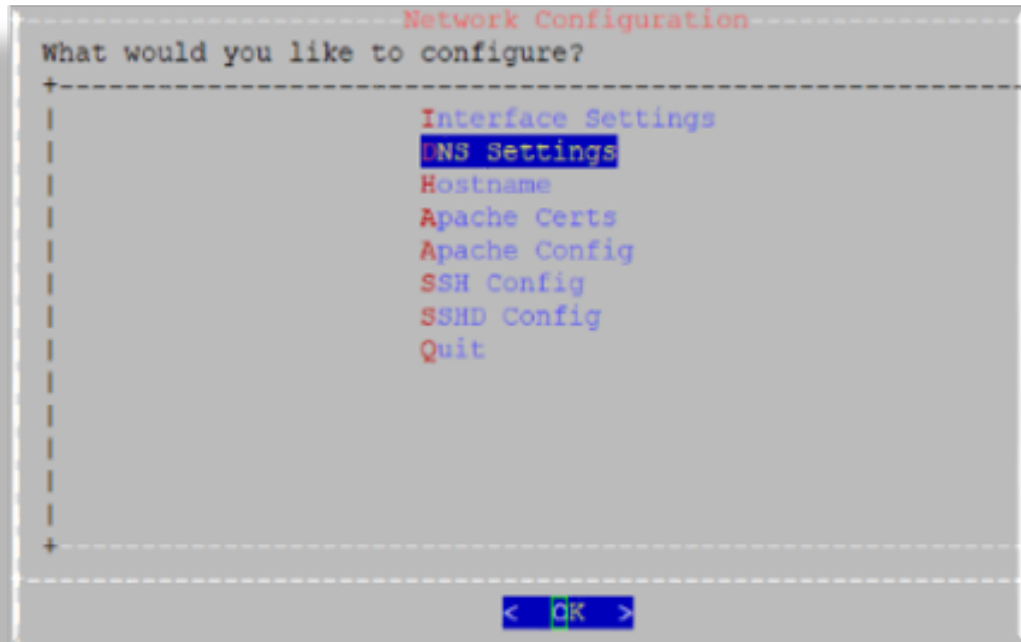 Network Configuration
What would you like to configure?
Interface Settings
DNS Settings
Hostname
Apache Certs
Apache Config
SSH Config
SSHD Config
Quit
< OK >